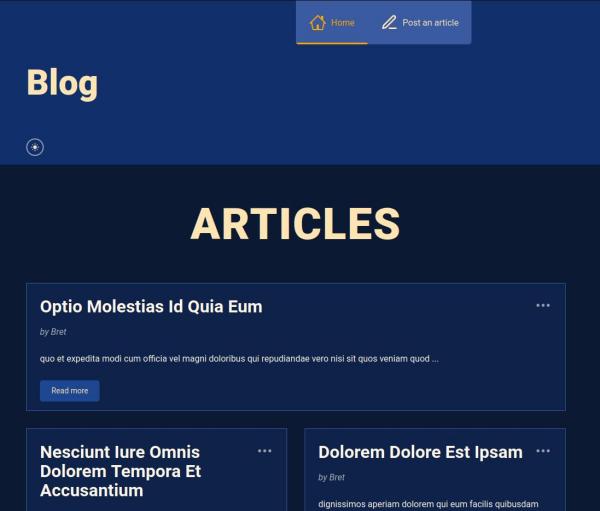 Home
Post an article
Blog
ARTICLES
Optio Molestias Id Quia Eum
by Bret
quo et expedita modi cum officia vel magni doloribus qui repudiandae vero nisi sit quos veniam quod ...
Read more
Nesciunt Iure Omnis
Dolorem Tempora Et
Accusantium
Dolorem Dolore Est Ipsam
by Bret
dignissimos aperiam dolorem qui eum facilis quibusdam